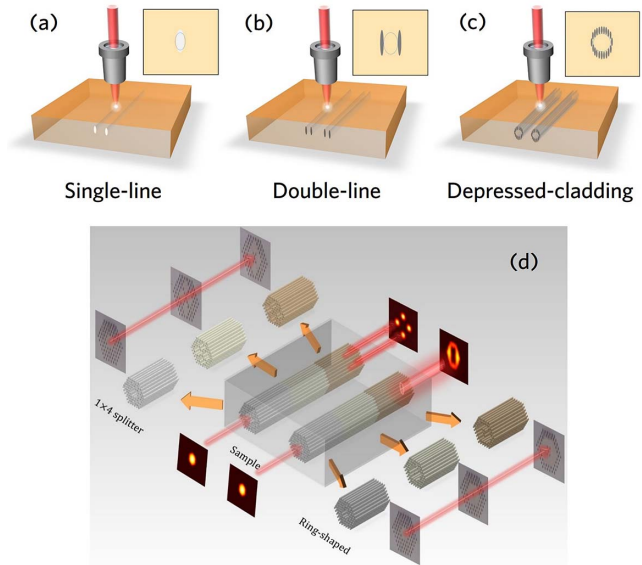 (a)
(b)
(c)
Single-line
Double-line
Depressed-cladding
(d)
1×4 splitter
Sample
Ring-shaped